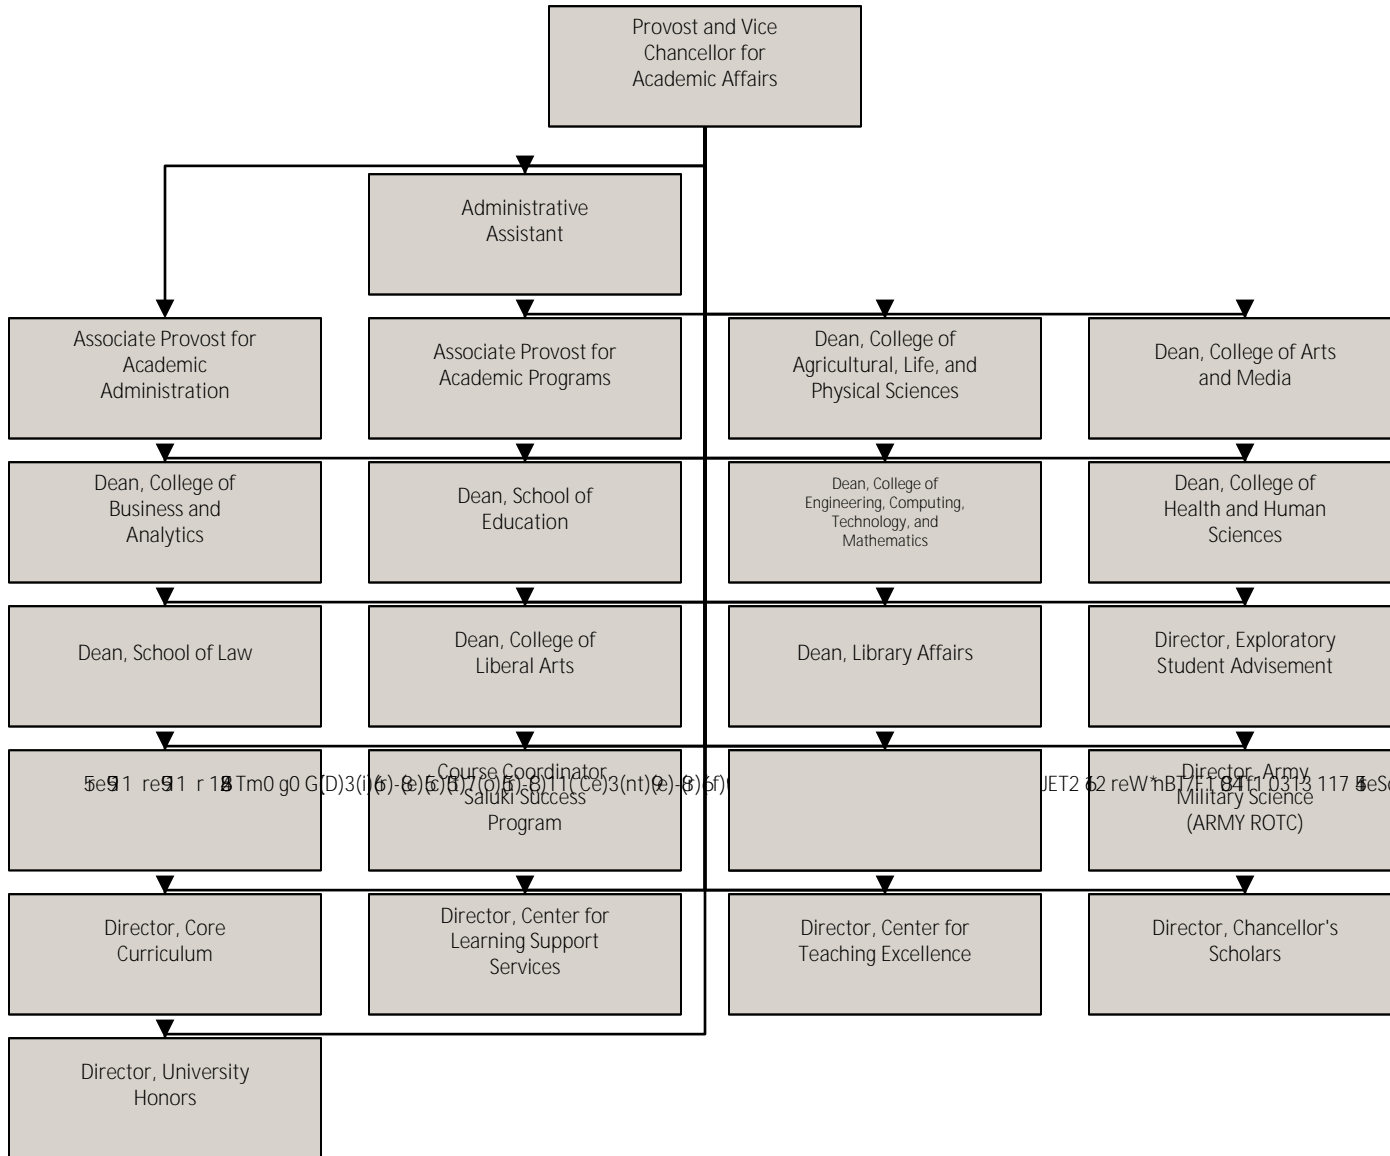 Provost and Vice
Chancellor for
Academic Affairs
Administrative
Assistant
Associate Provost for
Academic
Administration
Associate Provost for
Academic Programs
Dean, College of
Agricultural, Life, and
Physical Sciences
Dean, College of Arts
and Media
Dean, College of
Business and
Analytics
Dean, School of
Education
Dean, College of
Engineering, Computing,
Technology, and
Mathematics
Dean, College of
Health and Human
Sciences
Dean, School of Law
Dean, College of
Liberal Arts
Dean, Library Affairs
Director, Exploratory
Student Advisement
Course Coordinator
Saluki Success
Program
Director, Army
Military Science
(ARMY ROTC)
Director, Core
Curriculum
Director, Center for
Learning Support
Services
Director, Center for
Teaching Excellence
Director, Chancellor's
Scholars
Director, University
Honors